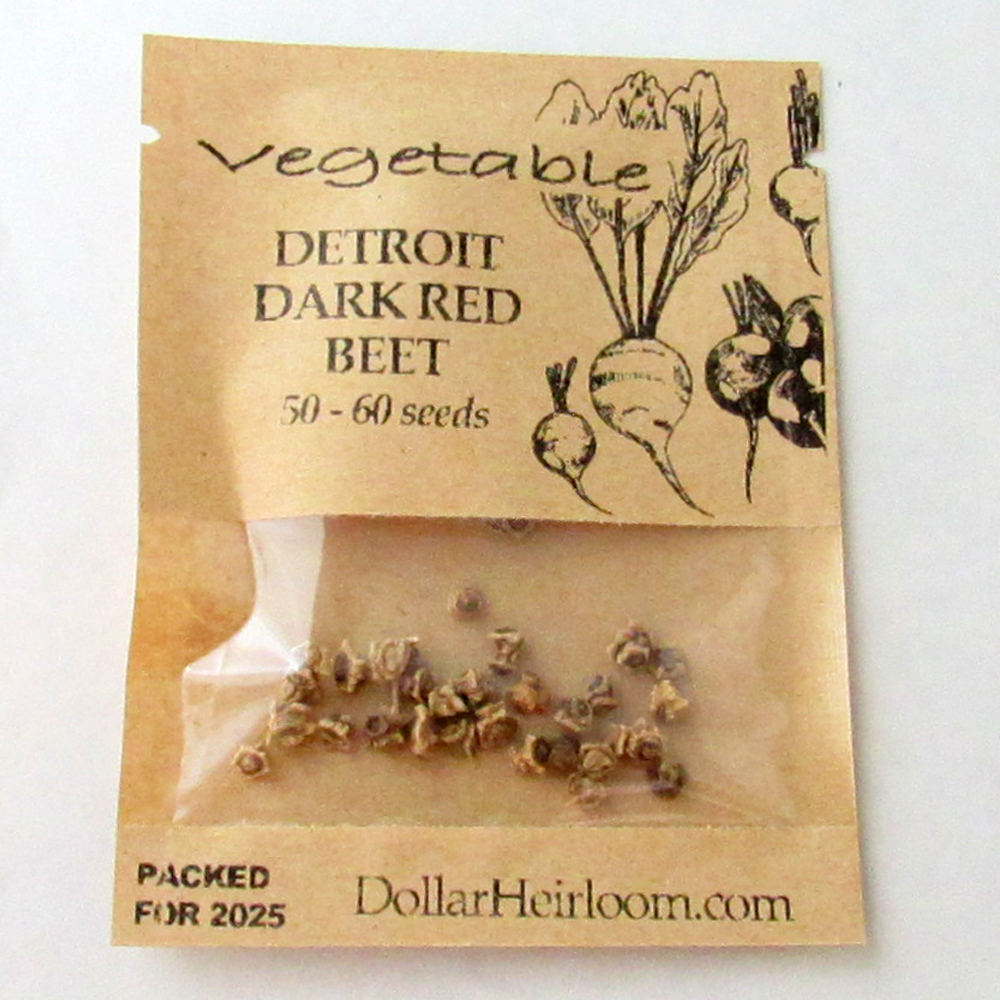 Vegetable
DETROIT
DARK RED
BEET
50 - 60 seeds
PACKED
FOR 2025
DollarHeirloom.com